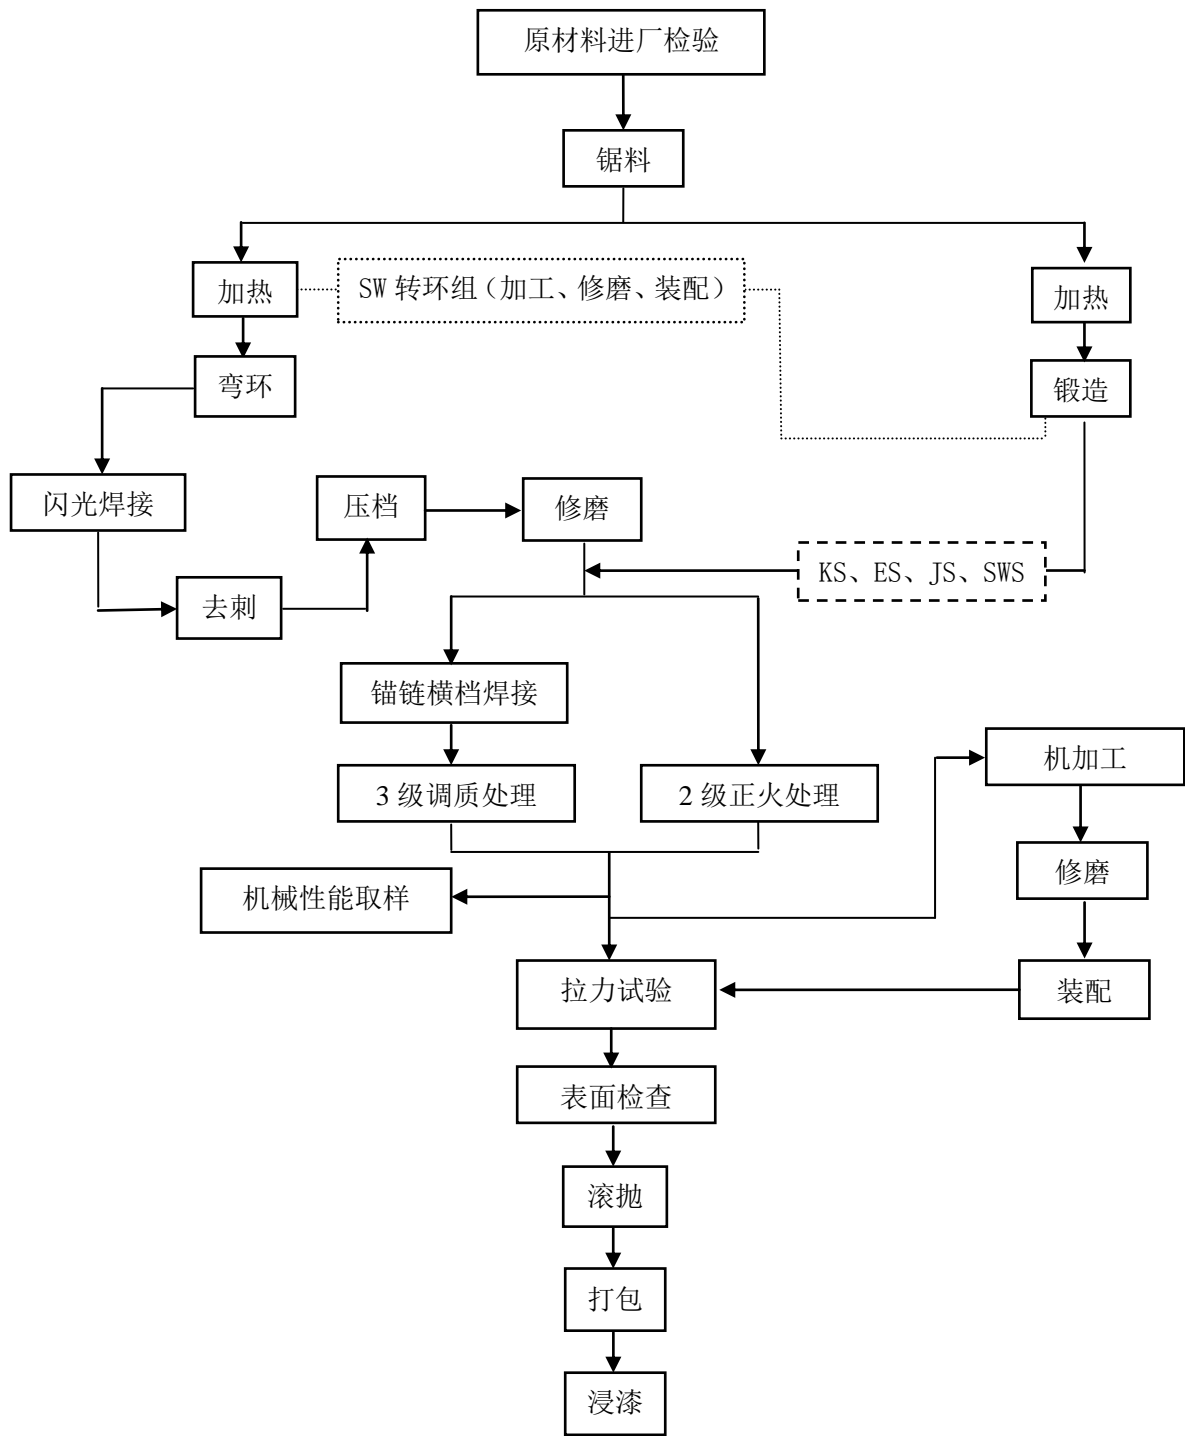 原材料进厂检验
锯料
加热
SW 转环组（加工、修磨、装配）
加热
弯环
锻造
闪光焊接
压档
修磨
KS、ES、JS、SWS
去刺
锚链横档焊接
机加工
3 级调质处理
2 级正火处理
修磨
机械性能取样
拉力试验
装配
表面检查
滚抛
打包
浸漆